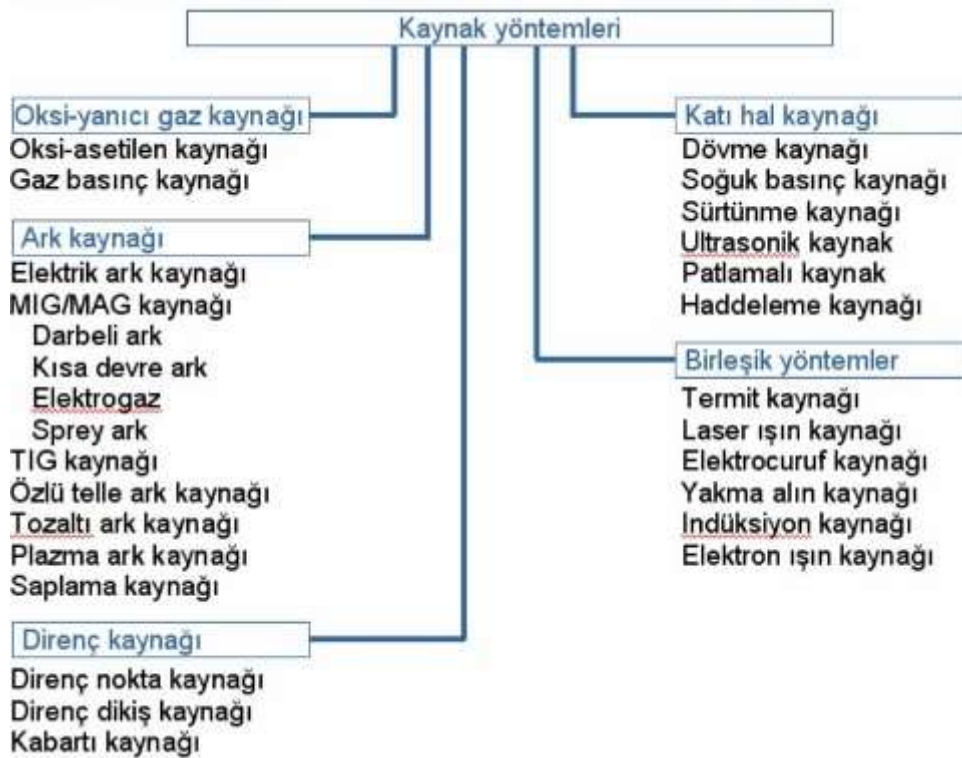 Kaynak yöntemleri
Oksi-yanıcı gaz kaynağı
Oksi-asetilen kaynağı
Gaz basınç kaynağı
Ark kaynağı
Elektrik ark kaynağı
MIG/MAG kaynağı
Darbeli ark
Kısa devre ark
Elektrogaz
Sprey ark
TIG kaynağı
Özlü telle ark kaynağı
Tozaltı ark kaynağı
Plazma ark kaynağı
Saplama kaynağı
Direnç kaynağı
Direnç nokta kaynağı
Direnç dikiş kaynağı
Kabartı kaynağı
Katı hal kaynağı
Dövme kaynağı
Soğuk basınç kaynağı
Sürtünme kaynağı
Ultrasonik kaynak
Patlamalı kaynak
Haddeleme kaynağı
Birleşik yöntemler
Termit kaynağı
Laser ışın kaynağı
Elektrocuruf kaynağı
Yakma alın kaynağı
Indüksiyon kaynağı
Elektron ışın kaynağı